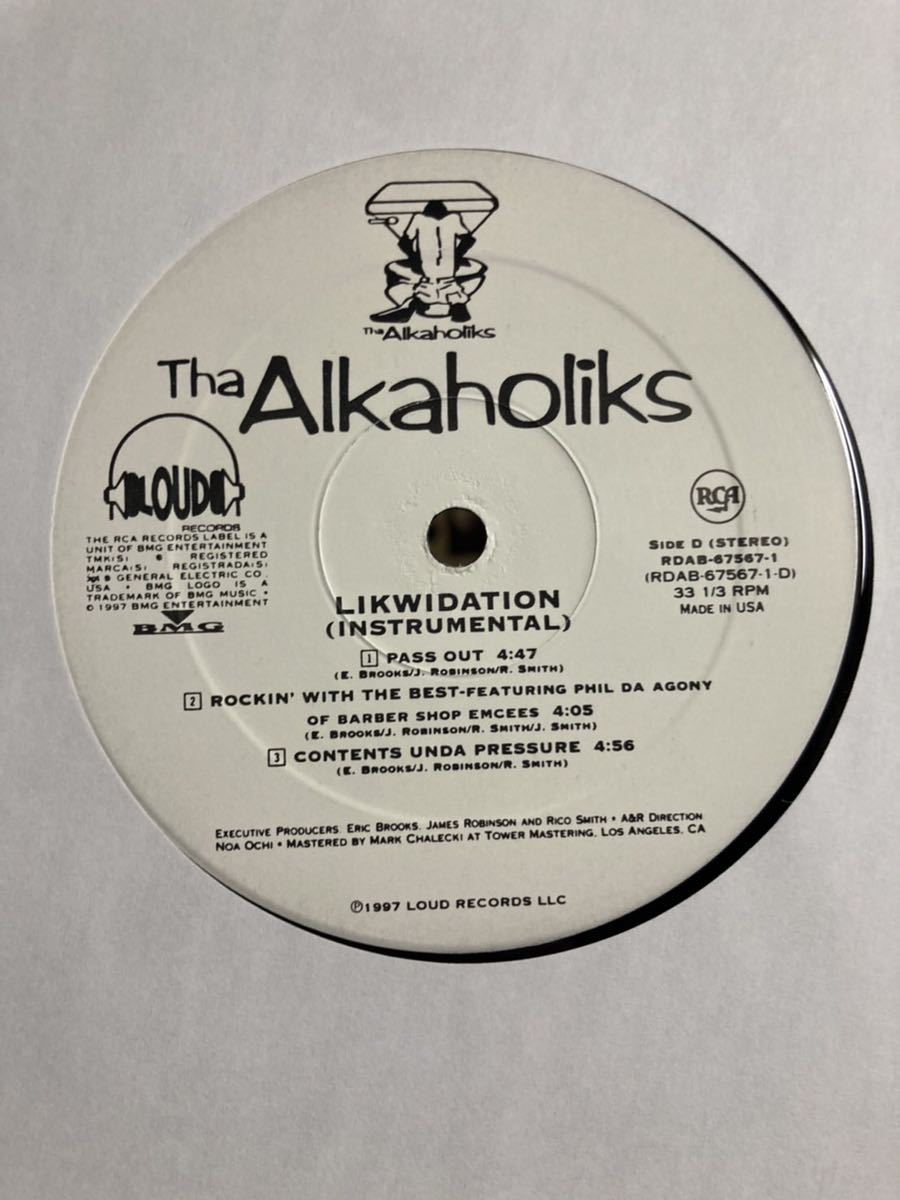 Tha Alkaholiks
Tha Alkaholiks
LOUD
RECORDS
THE RCA RECORDS LABEL IS A
UNIT OF BMG ENTERTAINMENT
TMK(S) ® REGISTERED
MARCA(S) REGISTRADA(S)
® GENERAL ELECTRIC CO.,
USA • BMG LOGO IS A
TRADEMARK OF BMG MUSIC •
© 1997 BMG ENTERTAINMENT
BMG
RCA
SIDE D (STEREO)
RDAB-67567-1
(RDAB-67567-1-D)
33 1/3 RPM
MADE IN USA
LIKWIDATION
(INSTRUMENTAL)
1 PASS OUT 4:47
(E. BROOKS/J. ROBINSON/R. SMITH)
2 ROCKIN' WITH THE BEST-FEATURING PHIL DA AGONY
OF BARBER SHOP EMCEES 4:05
(E. BROOKS/J. ROBINSON/R. SMITH/J. SMITH)
3 CONTENTS UNDA PRESSURE 4:56
(E. BROOKS/J. ROBINSON/R. SMITH)
EXECUTIVE PRODUCERS: ERIC BROOKS, JAMES ROBINSON AND RICO SMITH • A&R DIRECTION
NOA OCHI • MASTERED BY MARK CHALECKI AT TOWER MASTERING, LOS ANGELES, CA
℗1997 LOUD RECORDS LLC